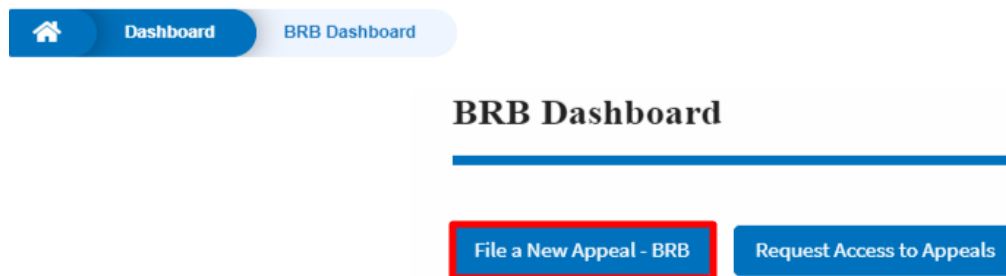 Dashboard BRB Dashboard
BRB Dashboard
File a New Appeal - BRB Request Access to Appeals